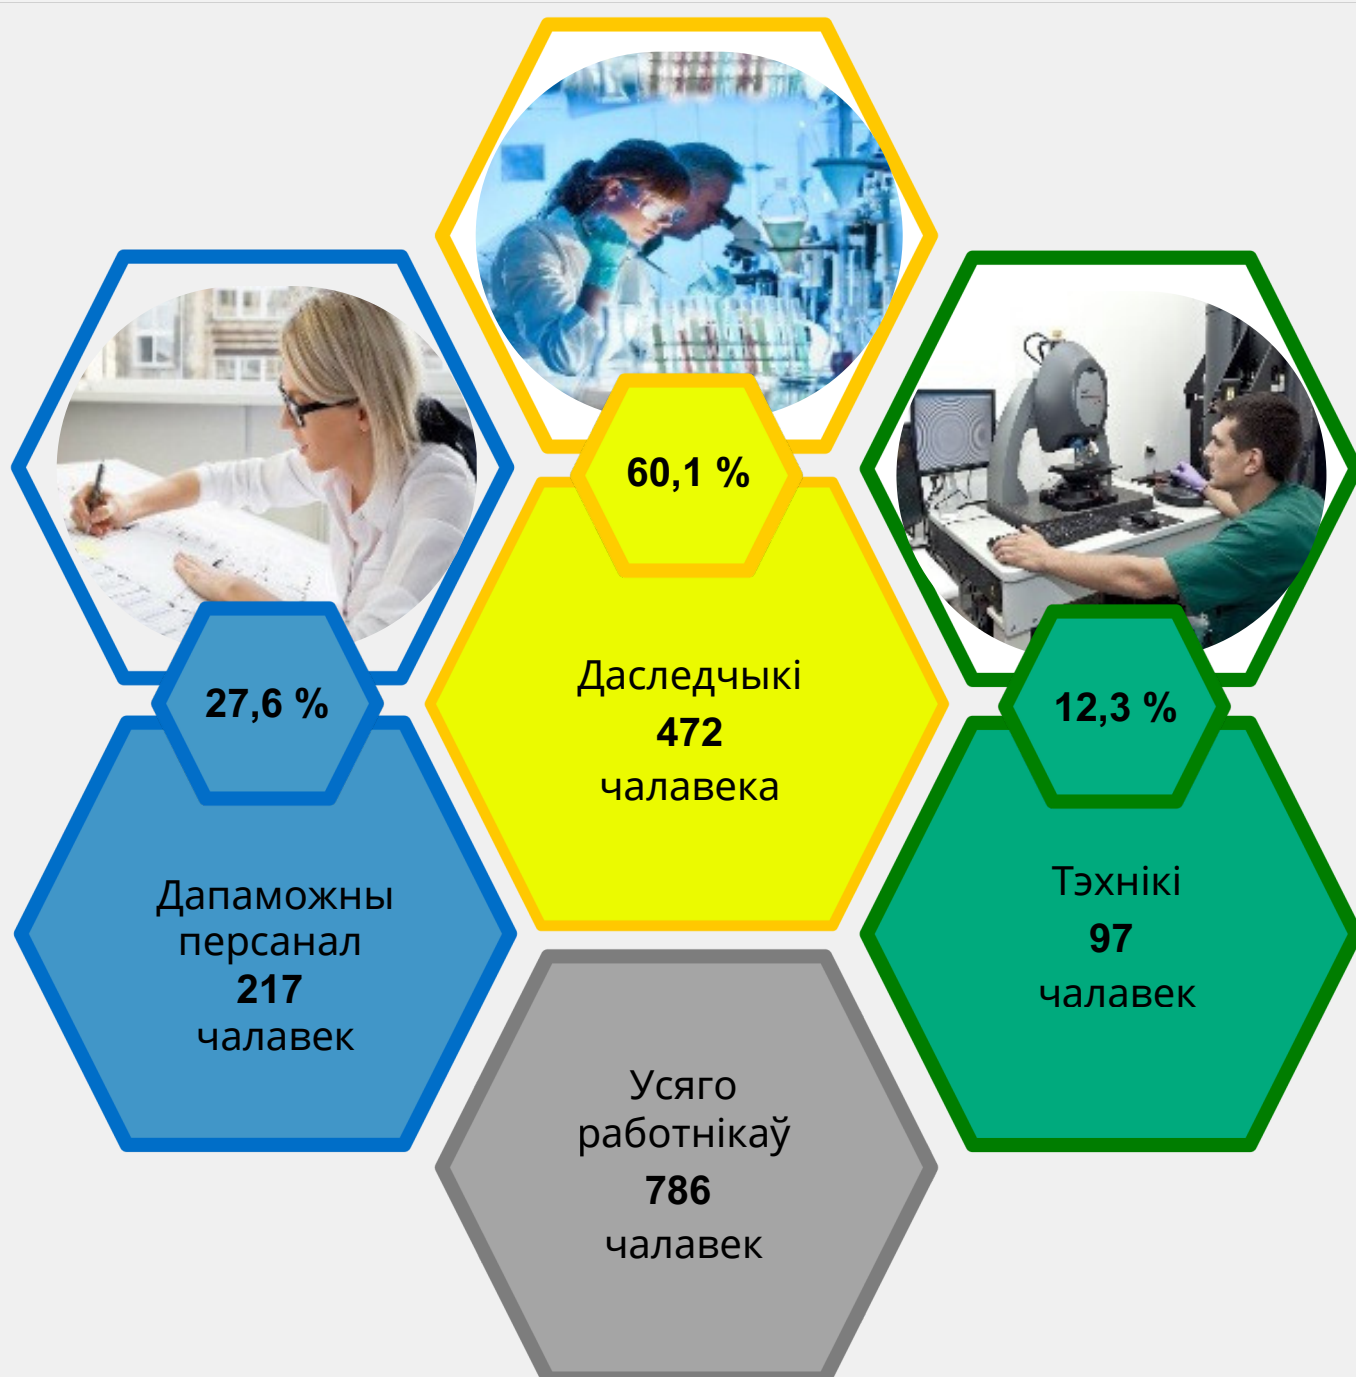 60,1 %
Даследчыкі
472
чалавека
27,6 %
Дапаможны
персанал
217
чалавек
12,3 %
Тэхнікі
97
чалавек
Усяго
работнікаў
786
чалавек